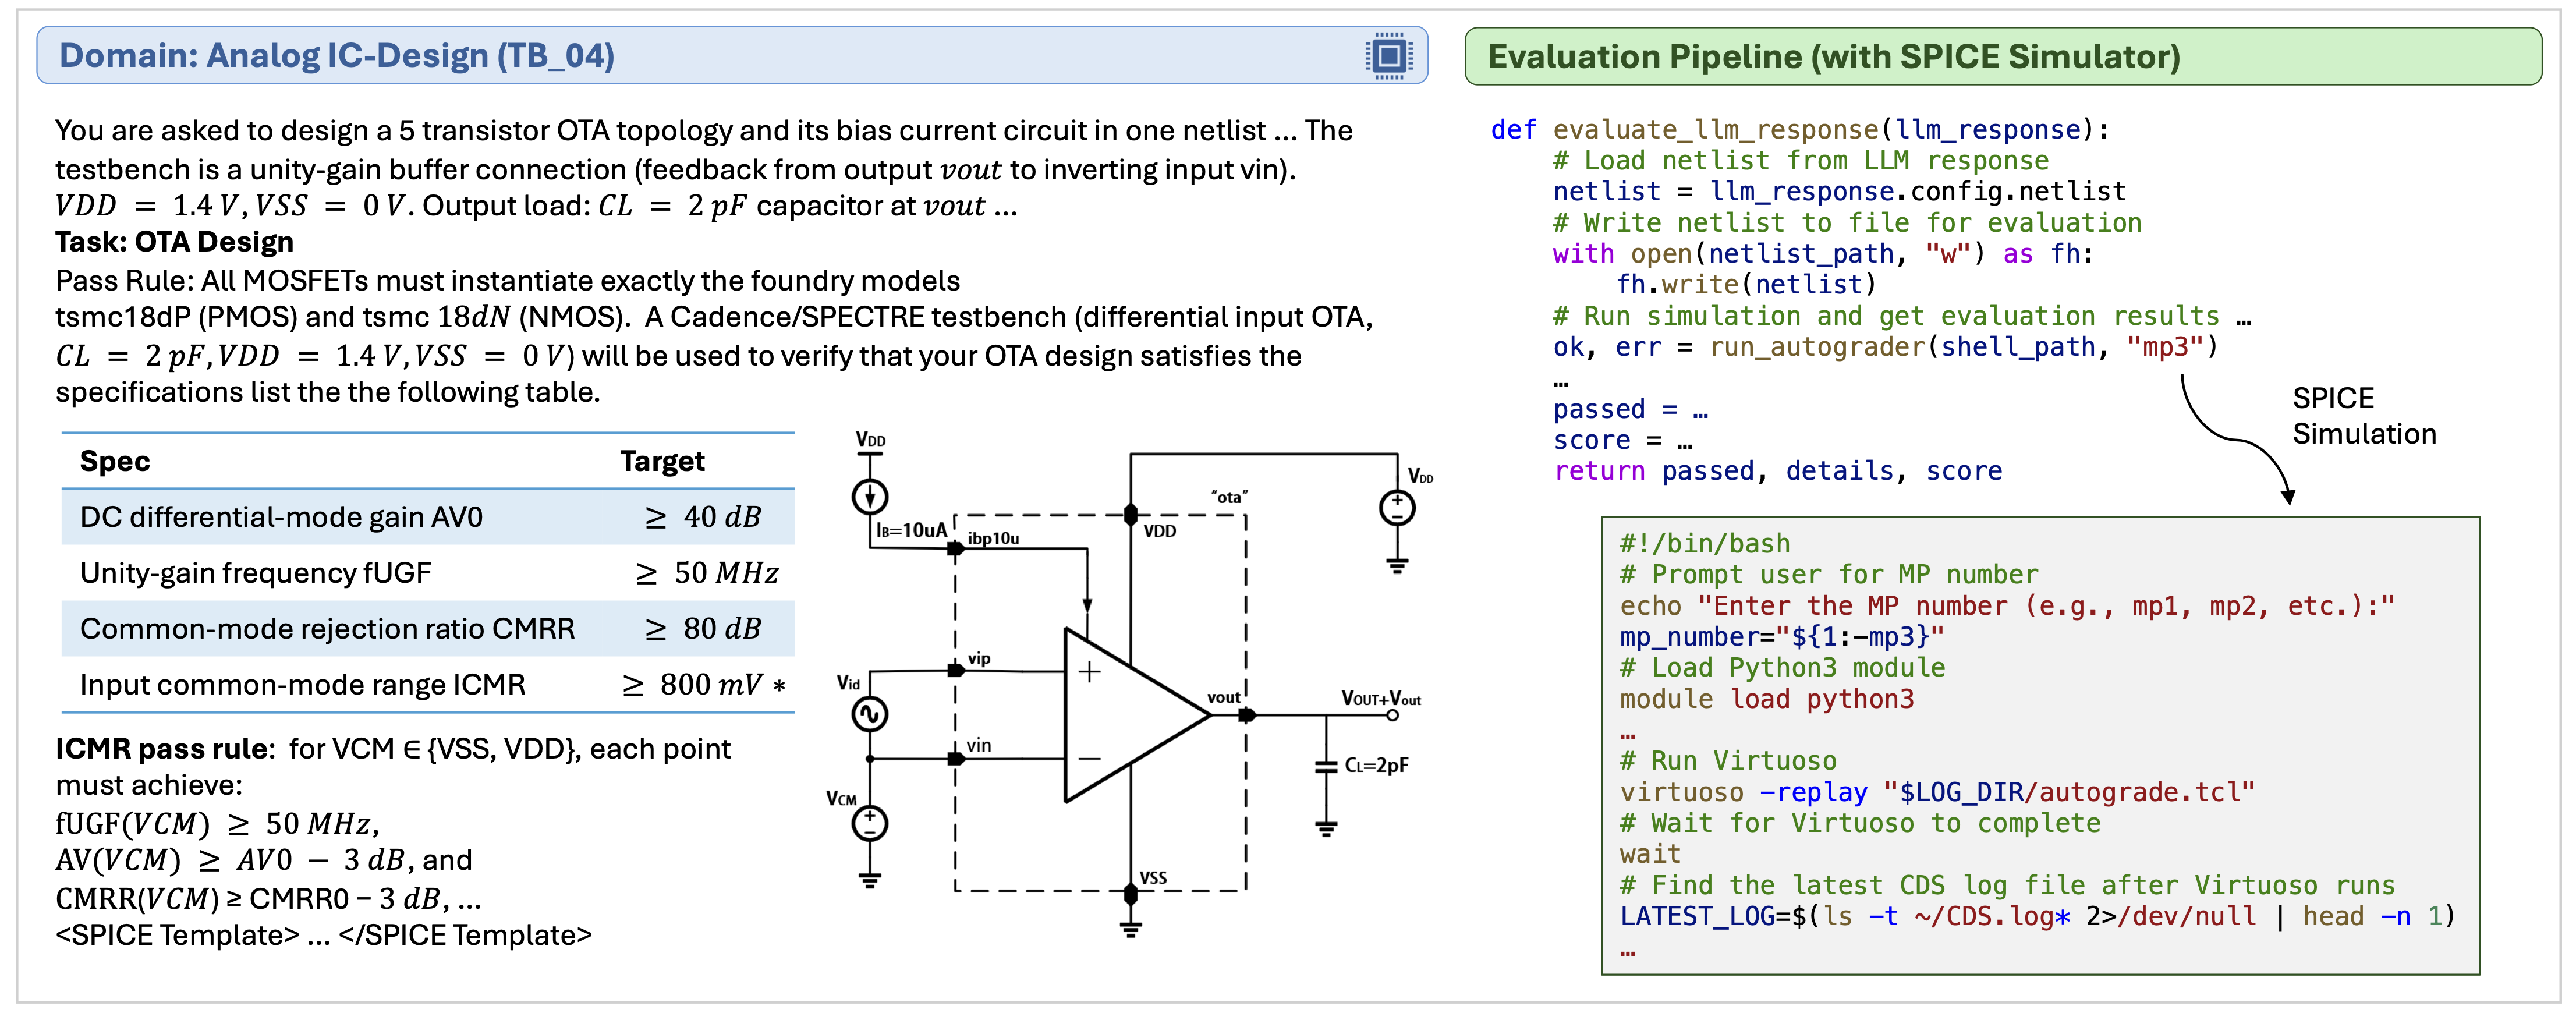 Domain: Analog IC-Design (TB_04)
You are asked to design a 5 transistor OTA topology and its bias current circuit in one netlist ... The
testbench is a unity-gain buffer connection (feedback from output vout to inverting input vin).
VDD = 1.4 V, VSS = 0 V. Output load: CL = 2 pF capacitor at vout ...
Task: OTA Design
Pass Rule: All MOSFETs must instantiate exactly the foundry models
tsmc18dP (PMOS) and tsmc 18dN (NMOS). A Cadence/SPECTRE testbench (differential input OTA,
CL = 2 pF, VDD = 1.4 V, VSS = 0 V) will be used to verify that your OTA design satisfies the
specifications list the the following table.
Spec Target
DC differential-mode gain AV0 ≥ 40 dB
Unity-gain frequency fUGF ≥ 50 MHz
Common-mode rejection ratio CMRR ≥ 80 dB
Input common-mode range ICMR ≥ 800 mV *
ICMR pass rule: for VCM ∈ {VSS, VDD}, each point
must achieve:
fUGF(VCM) ≥ 50 MHz,
AV(VCM) ≥ AV0 − 3 dB, and
CMRR(VCM) ≥ CMRR0 − 3 dB, ...
<SPICE Template> ... </SPICE Template>
VDD
IB=10uA
ibp10u
"ota"
VDD
VDD
vip
Vid
vin
VCM
+
−
vout
VOUT+Vout
CL=2pF
VSS
Evaluation Pipeline (with SPICE Simulator)
def evaluate_llm_response(llm_response):
# Load netlist from LLM response
netlist = llm_response.config.netlist
# Write netlist to file for evaluation
with open(netlist_path, "w") as fh:
fh.write(netlist)
# Run simulation and get evaluation results …
ok, err = run_autograder(shell_path, "mp3")
…
passed = …
score = …
return passed, details, score
SPICE
Simulation
#!/bin/bash
# Prompt user for MP number
echo "Enter the MP number (e.g., mp1, mp2, etc.):"
mp_number="${1:-mp3}"
# Load Python3 module
module load python3
…
# Run Virtuoso
virtuoso -replay "$LOG_DIR/autograde.tcl"
# Wait for Virtuoso to complete
wait
# Find the latest CDS log file after Virtuoso runs
LATEST_LOG=$(ls -t ~/CDS.log* 2>/dev/null | head -n 1)
…